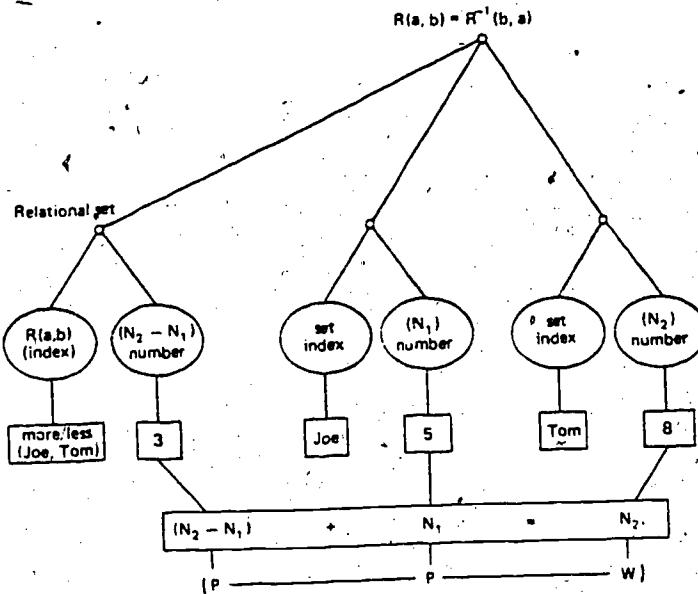 R(a, b) = R⁻¹ (b, a)
Relational set
R(a,b) (index)
(N₂ − N₁) number
set index
(N₁) number
set index
(N₂) number
more/less (Joe, Tom)
3
Joe
5
Tom
8
(N₂ − N₁) + N₁ = N₂.
(P P W)